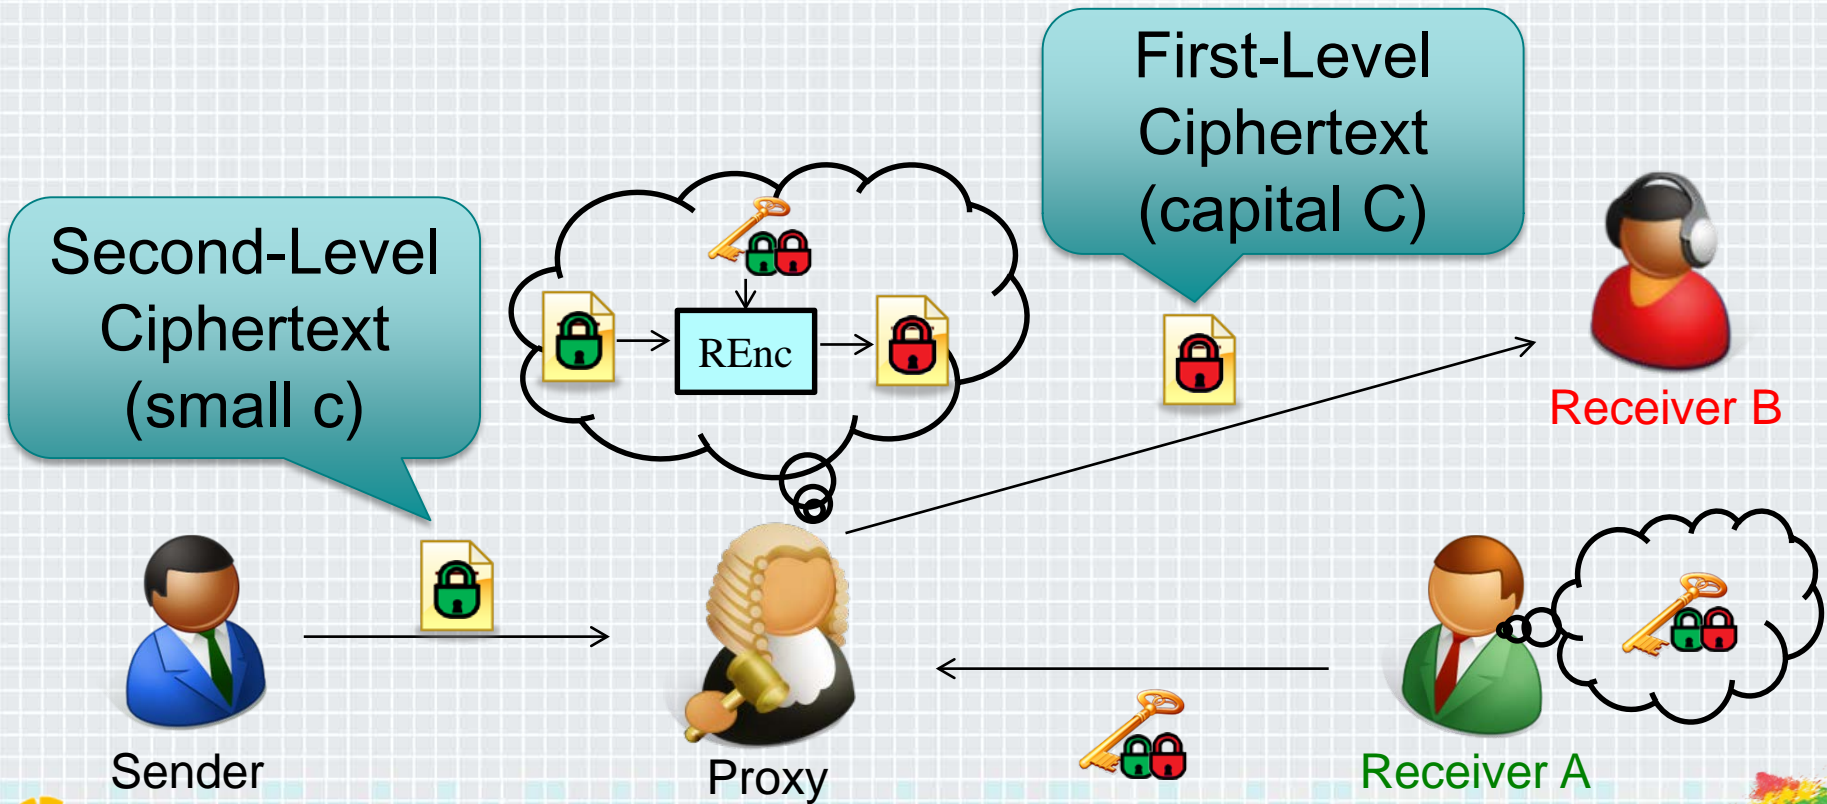 First-Level
Ciphertext
(capital C)
Second-Level
Ciphertext
(small c)
REnc
Receiver B
Sender
Proxy
Receiver A